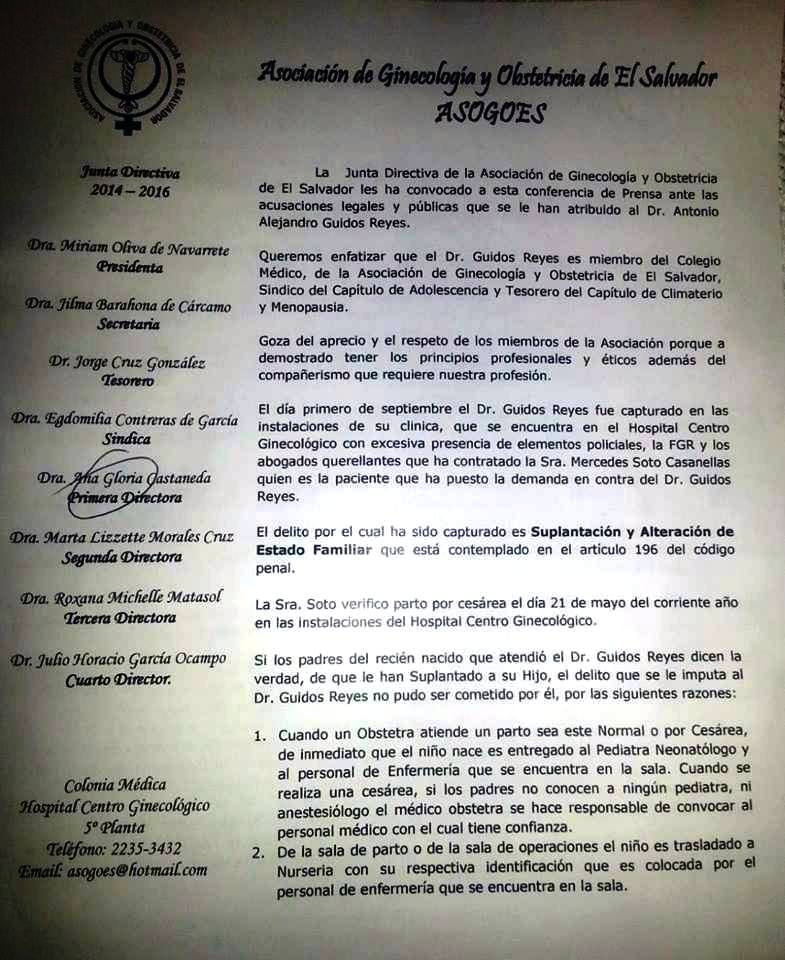 ASOCIACION DE GINECOLOGIA Y OBSTETRICIA DE EL SALVADOR
Asociación de Ginecología y Obstetricia de El Salvador
ASOGOES
Junta Directiva
2014 – 2016
Dra. Miriam Oliva de Navarrete
Presidenta
Dra. Jilma Barahona de Cárcamo
Secretaria
Dr. Jorge Cruz González
Tesorero
Dra. Egdomilia Contreras de García
Sindica
Dra. Ana Gloria Castaneda
Primera Directora
Dra. Marta Lizzette Morales Cruz
Segunda Directora
Dra. Roxana Michelle Matasol
Tercera Directora
Dr. Julio Horacio García Ocampo
Cuarto Director.
Colonia Médica
Hospital Centro Ginecológico
5º Planta
Teléfono: 2235-3432
Email: asogoes@hotmail.com
La Junta Directiva de la Asociación de Ginecología y Obstetricia
de El Salvador les ha convocado a esta conferencia de Prensa ante las
acusaciones legales y públicas que se le han atribuido al Dr. Antonio
Alejandro Guidos Reyes.
Queremos enfatizar que el Dr. Guidos Reyes es miembro del Colegio
Médico, de la Asociación de Ginecología y Obstetricia de El Salvador,
Sindico del Capítulo de Adolescencia y Tesorero del Capítulo de Climaterio
y Menopausia.
Goza del aprecio y el respeto de los miembros de la Asociación porque a
demostrado tener los principios profesionales y éticos además del
compañerismo que requiere nuestra profesión.
El día primero de septiembre el Dr. Guidos Reyes fue capturado en las
instalaciones de su clinica, que se encuentra en el Hospital Centro
Ginecológico con excesiva presencia de elementos policiales, la FGR y los
abogados querellantes que ha contratado la Sra. Mercedes Soto Casanellas
quien es la paciente que ha puesto la demanda en contra del Dr. Guidos
Reyes.
El delito por el cual ha sido capturado es Suplantación y Alteración de
Estado Familiar que está contemplado en el artículo 196 del código
penal.
La Sra. Soto verifico parto por cesárea el día 21 de mayo del corriente año
en las instalaciones del Hospital Centro Ginecológico.
Si los padres del recién nacido que atendió el Dr. Guidos Reyes dicen la
verdad, de que le han Suplantado a su Hijo, el delito que se le imputa al
Dr. Guidos Reyes no pudo ser cometido por él, por las siguientes razones:
1. Cuando un Obstetra atiende un parto sea este Normal o por Cesárea,
de inmediato que el niño nace es entregado al Pediatra Neonatólogo y
al personal de Enfermería que se encuentra en la sala. Cuando se
realiza una cesárea, si los padres no conocen a ningún pediatra, ni
anestesiólogo el médico obstetra se hace responsable de convocar al
personal médico con el cual tiene confianza.
2. De la sala de parto o de la sala de operaciones el niño es trasladado a
Nurseria con su respectiva identificación que es colocada por el
personal de enfermería que se encuentra en la sala.